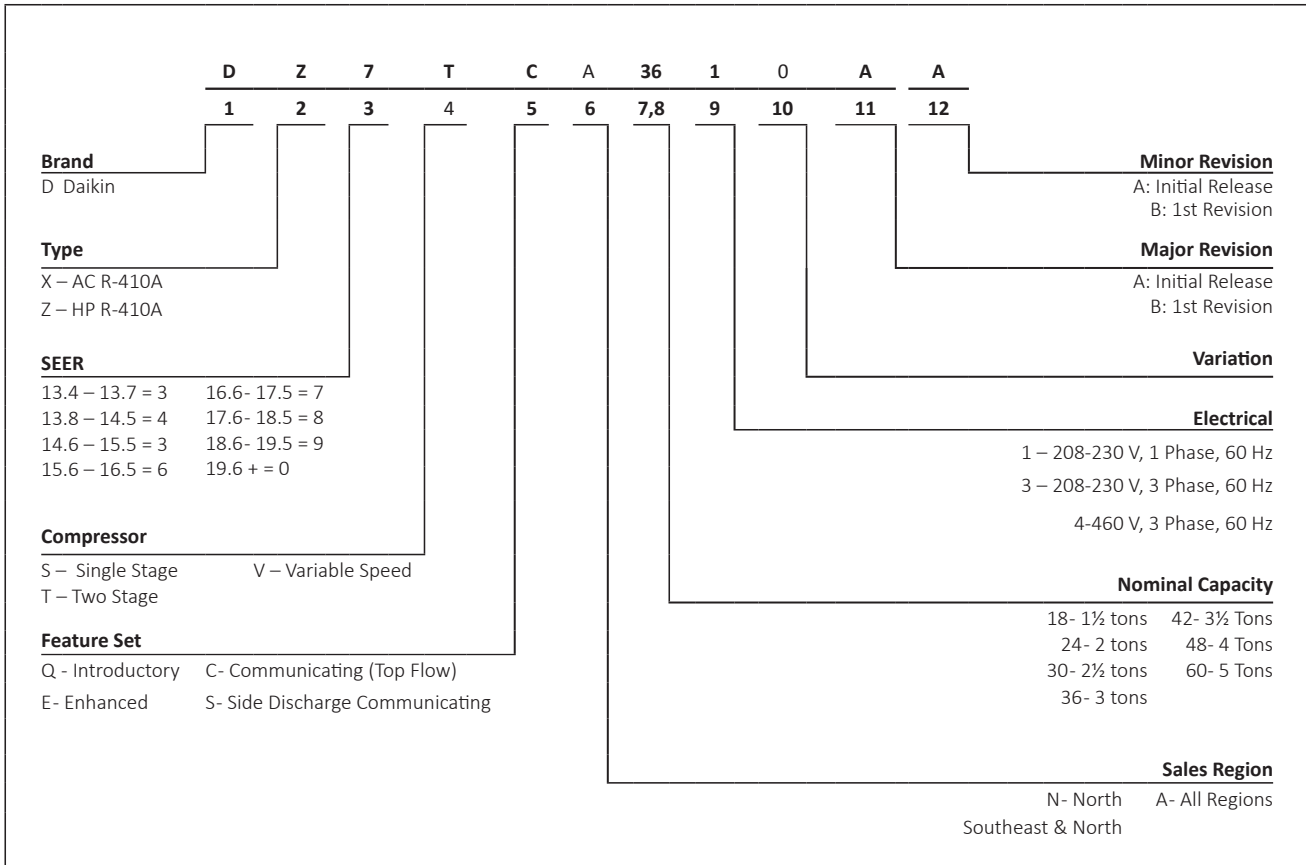 D Z 7 T C A 36 1 0 A A
1 2 3 4 5 6 7,8 9 10 11 12
Brand
D Daikin
Type
X – AC R-410A
Z – HP R-410A
SEER
13.4 – 13.7 = 3 16.6- 17.5 = 7
13.8 – 14.5 = 4 17.6- 18.5 = 8
14.6 – 15.5 = 3 18.6- 19.5 = 9
15.6 – 16.5 = 6 19.6 + = 0
Compressor
S – Single Stage V – Variable Speed
T – Two Stage
Feature Set
Q - Introductory C- Communicating (Top Flow)
E- Enhanced S- Side Discharge Communicating
Minor Revision
A: Initial Release
B: 1st Revision
Major Revision
A: Initial Release
B: 1st Revision
Variation
Electrical
1 – 208-230 V, 1 Phase, 60 Hz
3 – 208-230 V, 3 Phase, 60 Hz
4-460 V, 3 Phase, 60 Hz
Nominal Capacity
18- 1½ tons 42- 3½ Tons
24- 2 tons 48- 4 Tons
30- 2½ tons 60- 5 Tons
36- 3 tons
Sales Region
N- North A- All Regions
Southeast & North